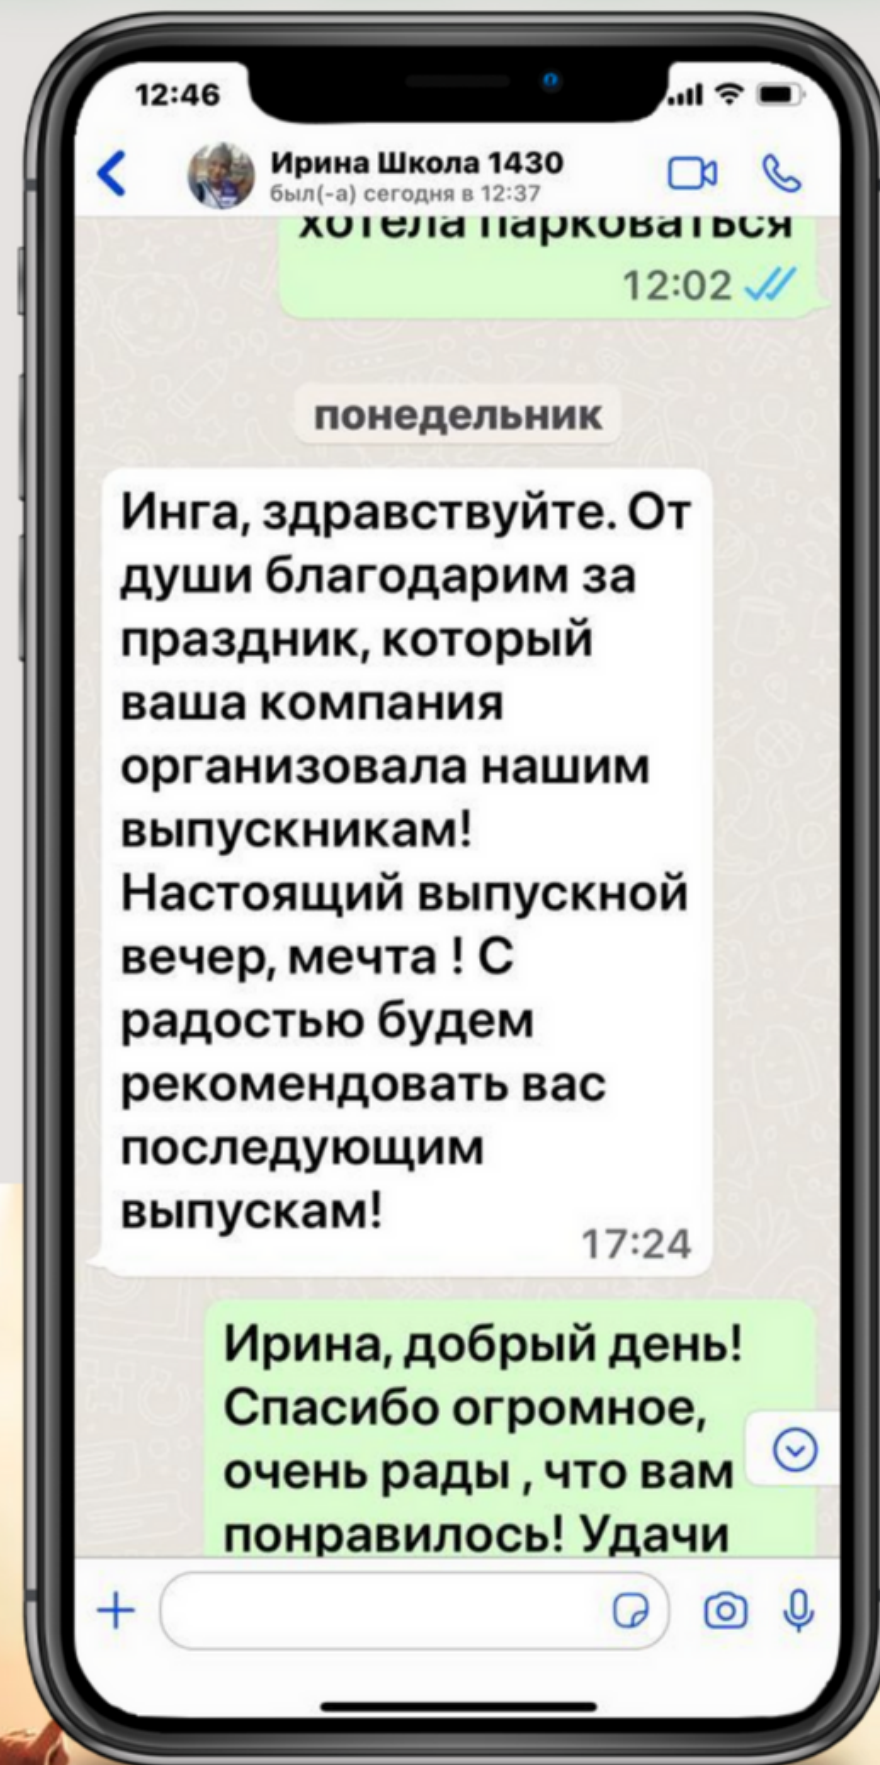 12:46
Ирина Школа 1430
был(-а) сегодня в 12:37
хотела парковаться
12:02
понедельник
Инга, здравствуйте. От
души благодарим за
праздник, который
ваша компания
организовала нашим
выпускникам!
Настоящий выпускной
вечер, мечта ! С
радостью будем
рекомендовать вас
последующим
выпускам!
17:24
Ирина, добрый день!
Спасибо огромное,
очень рады , что вам
понравилось! Удачи